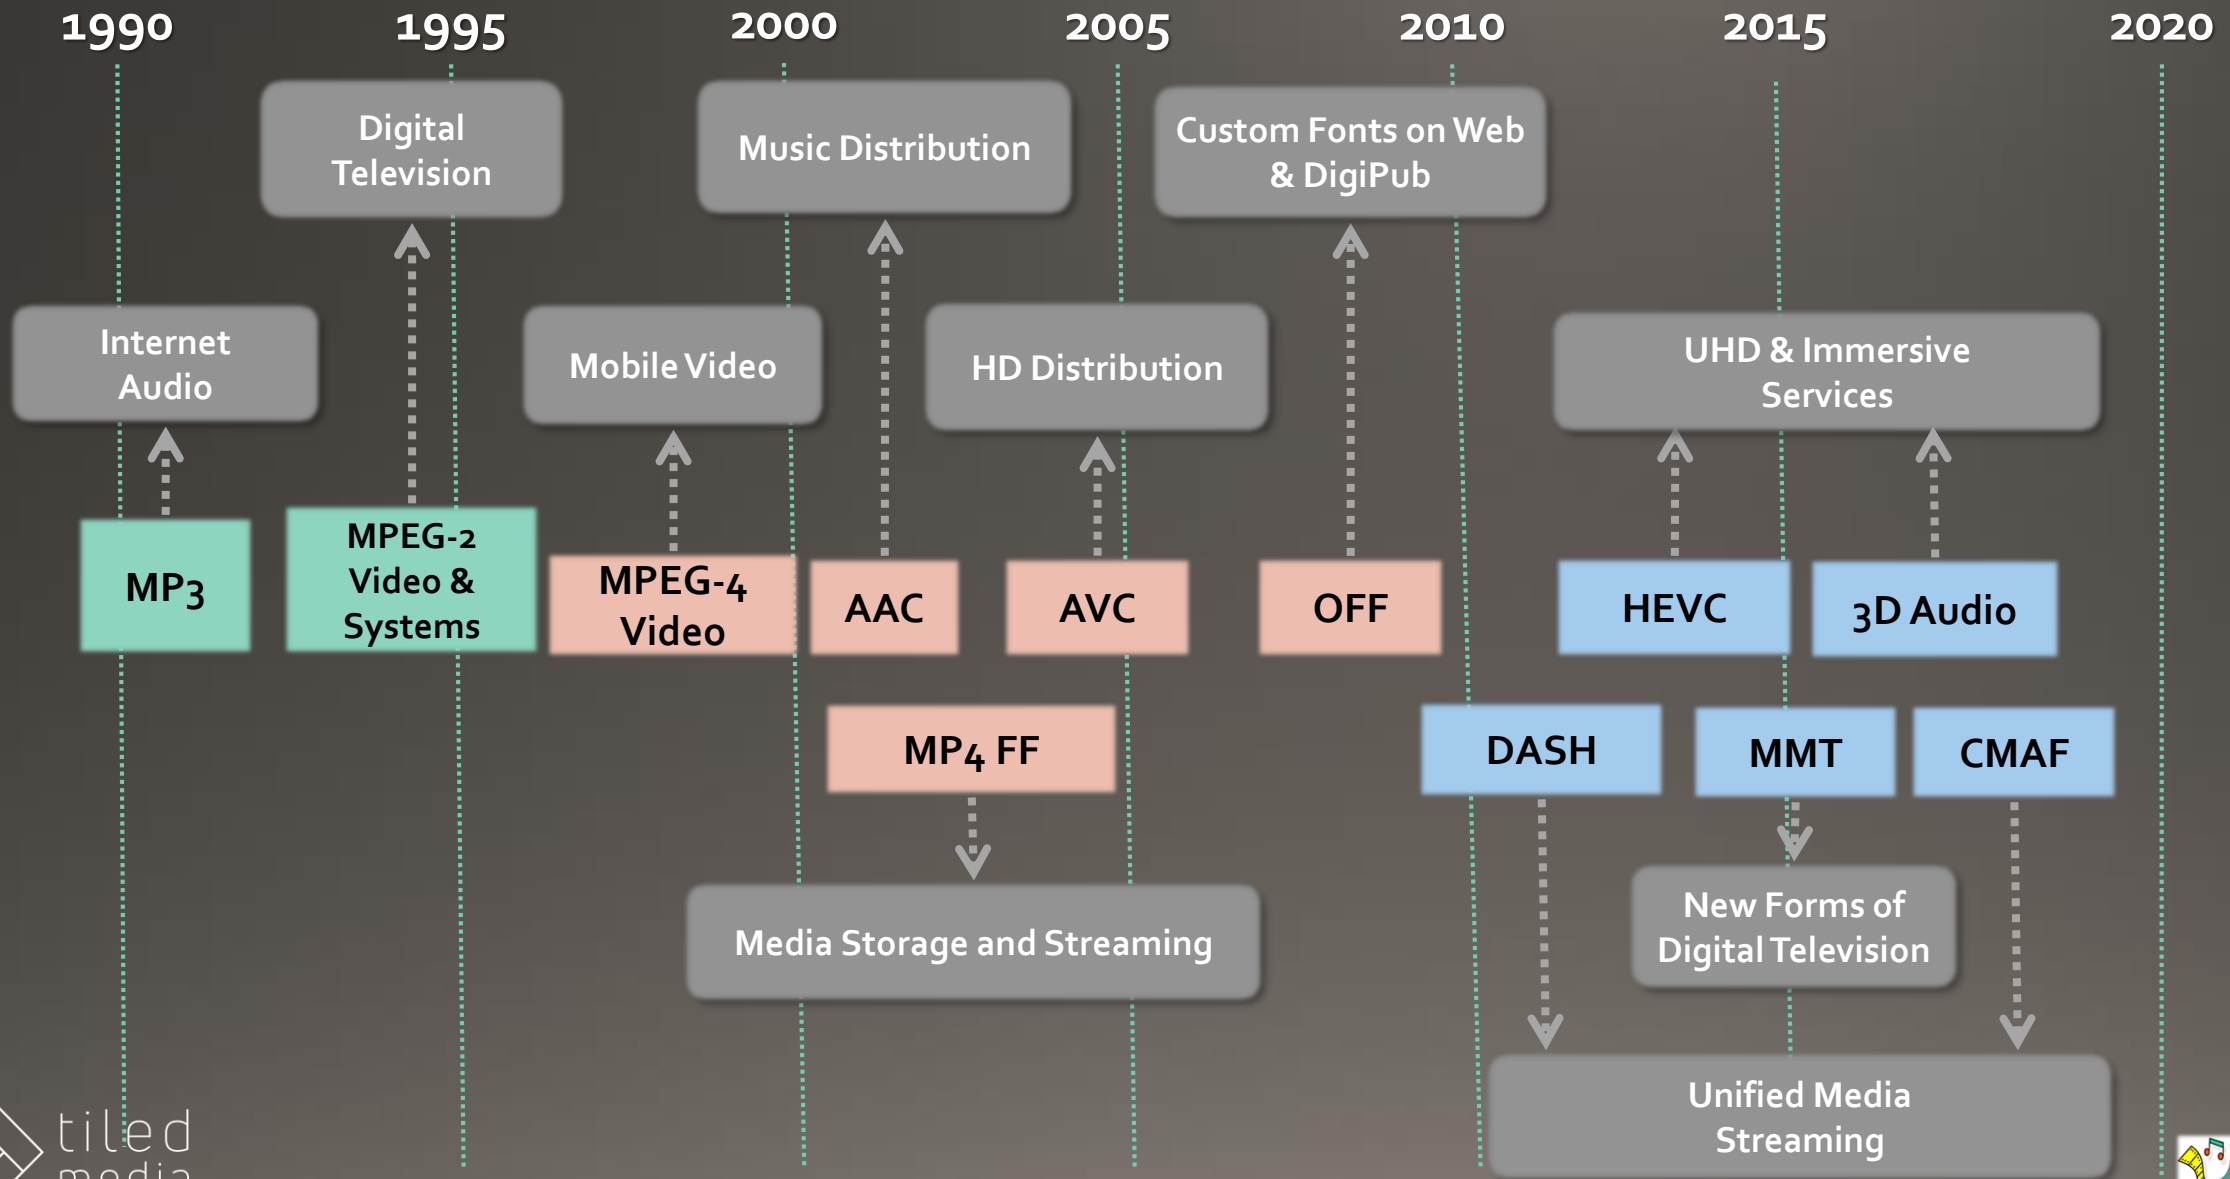 1990 1995 2000 2005 2010 2015 2020
Digital
Television
Music Distribution
Custom Fonts on Web
& DigiPub
Internet
Audio
Mobile Video
HD Distribution
UHD & Immersive
Services
MP3
MPEG-2
Video &
Systems
MPEG-4
Video
AAC
AVC
OFF
HEVC
3D Audio
MP4 FF
DASH
MMT
CMAF
Media Storage and Streaming
New Forms of
Digital Television
Unified Media
Streaming
tiled
media